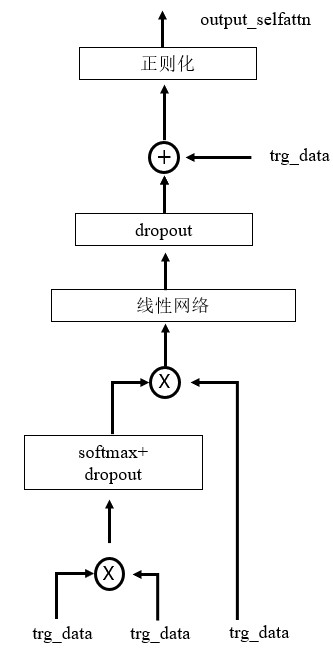 output_selfattn
正则化
+
trg_data
dropout
线性网络
X
softmax+
dropout
X
trg_data trg_data trg_data